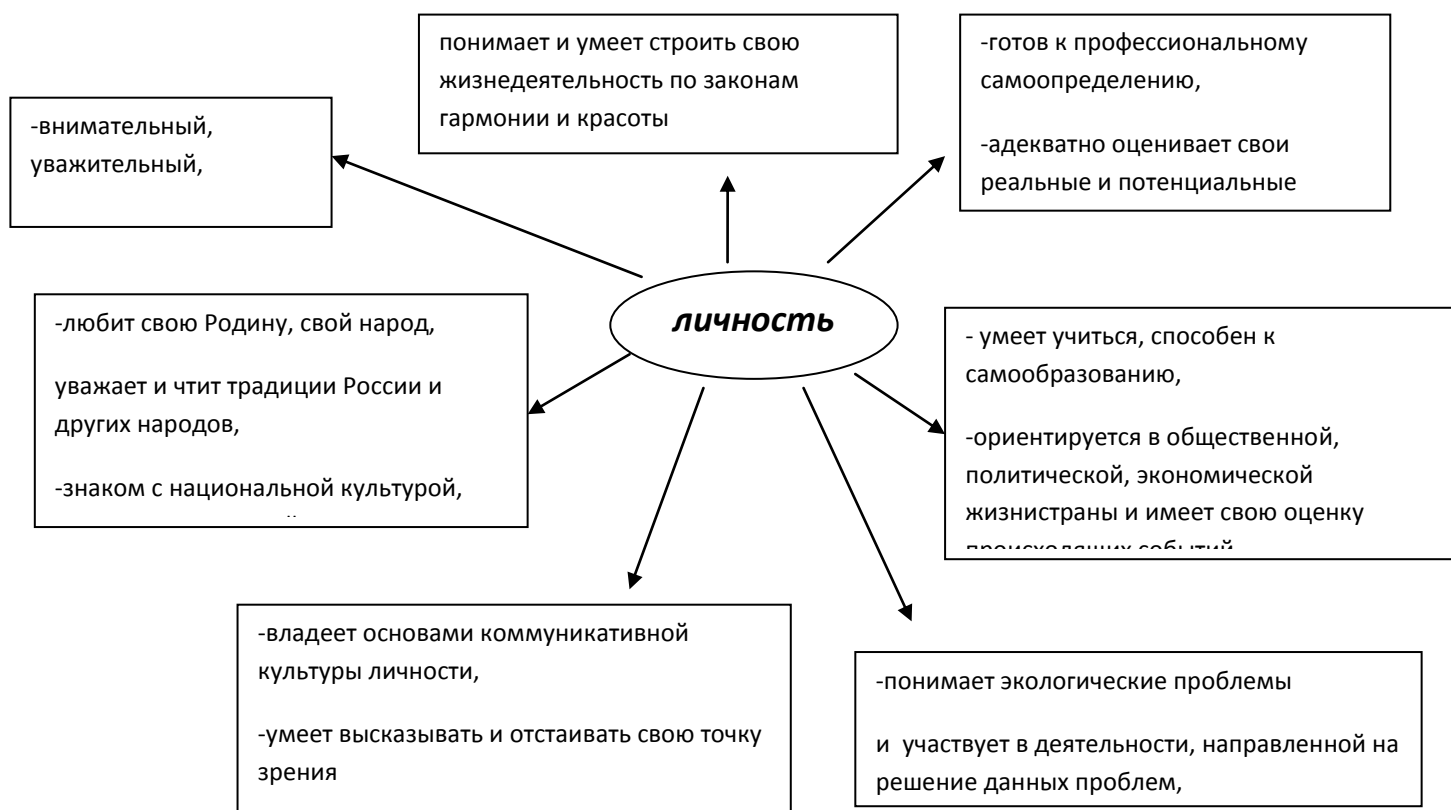 понимает и умеет строить свою
жизнедеятельность по законам
гармонии и красоты
-готов к профессиональному
самоопределению,
-адекватно оценивает свои
реальные и потенциальные
-внимательный,
уважительный,
личность
-любит свою Родину, свой народ,
уважает и чтит традиции России и
других народов,
-знаком с национальной культурой,
- умеет учиться, способен к
самообразованию,
-ориентируется в общественной,
политической, экономической
жизнистраны и имеет свою оценку
происходящих событий
-владеет основами коммуникативной
культуры личности,
-умеет высказывать и отстаивать свою точку
зрения
-понимает экологические проблемы
и участвует в деятельности, направленной на
решение данных проблем,